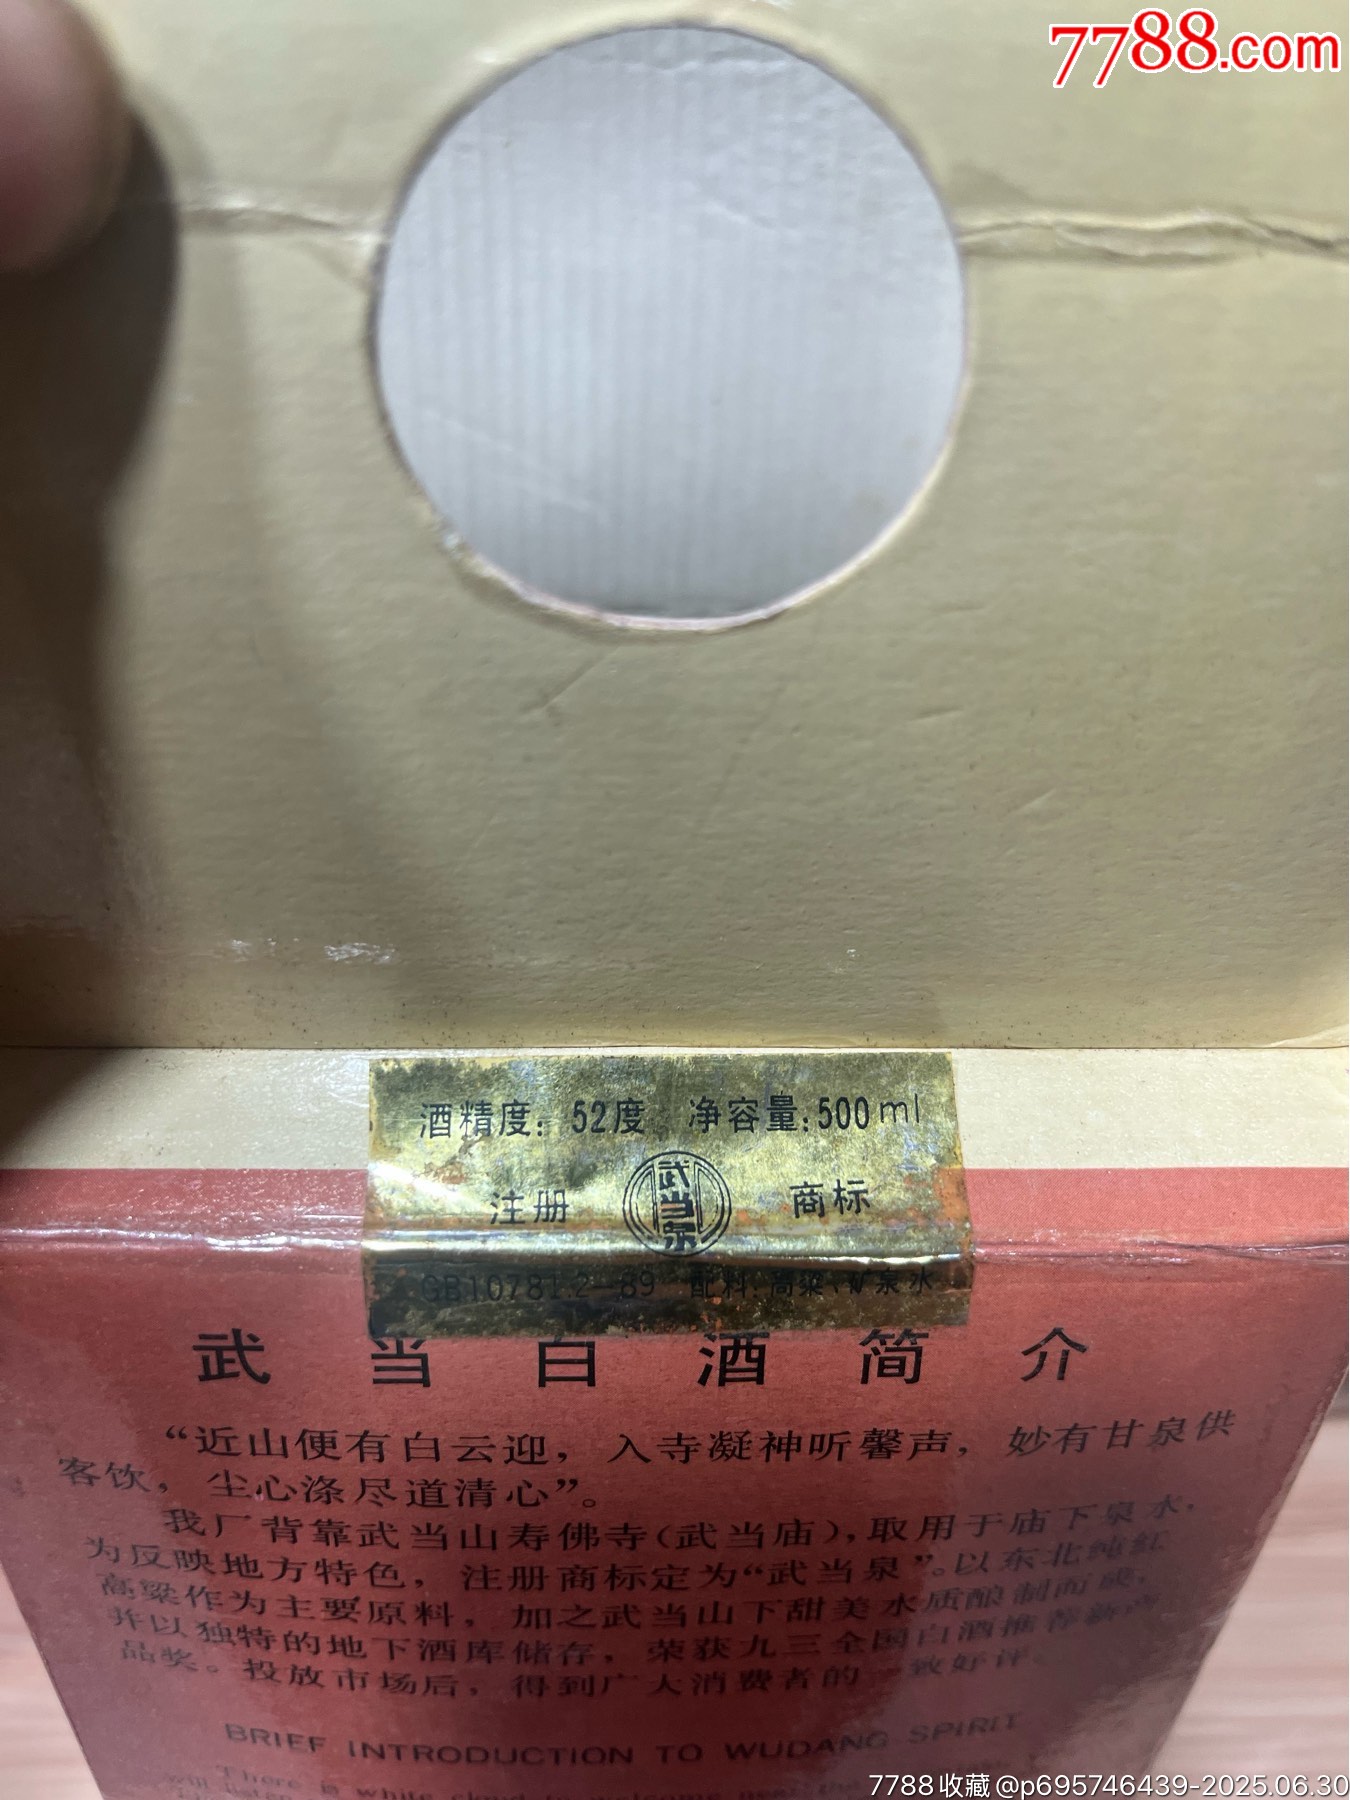 7788.com
酒精度：52度 净容量：500ml
注册 武当泉 商标
GB10781.2—89 配料：高粱、矿泉水
武当白酒简介
“近山便有白云迎，入寺凝神听馨声，妙有甘泉供
客饮，尘心涤尽道清心”。
我厂背靠武当山寿佛寺（武当庙），取用于庙下泉水，
为反映地方特色，注册商标定为“武当泉”。以东北纯红
高粱作为主要原料，加之武当山下甜美水质酿制而成，
并以独特的地下酒库储存，荣获九三全国白酒推荐新产
品奖。投放市场后，得到广大消费者的一致好评。
BRIEF INTRODUCTION TO WUDANG SPIRIT
There is white cloud
7788收藏@p695746439-2025.06.30